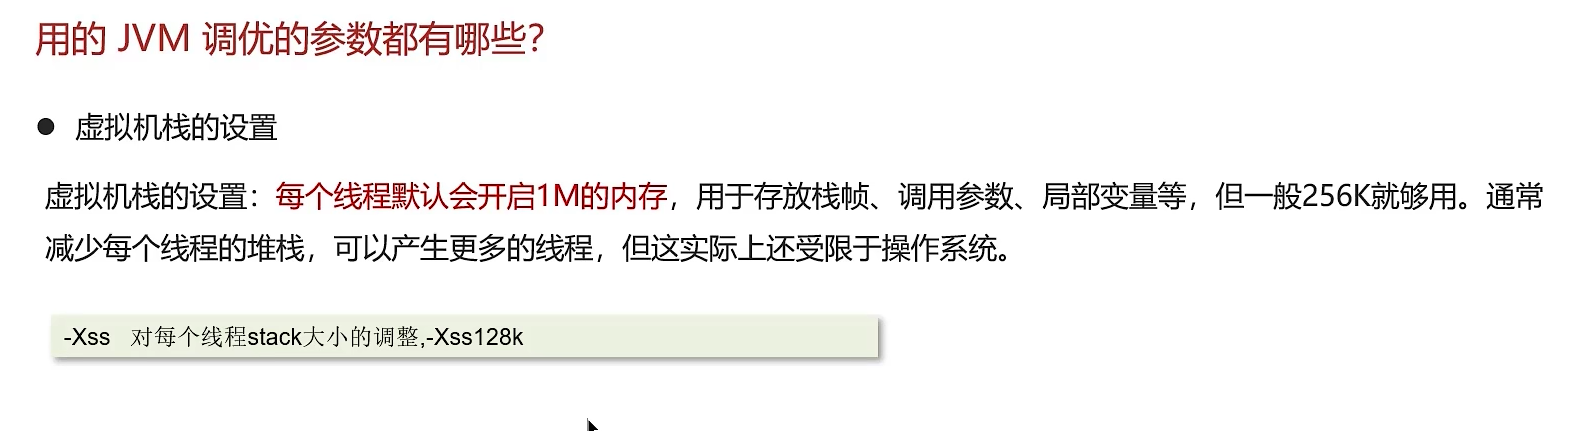 用的 JVM 调优的参数都有哪些?
● 虚拟机栈的设置
虚拟机栈的设置：每个线程默认会开启1M的内存，用于存放栈帧、调用参数、局部变量等，但一般256K就够用。通常
减少每个线程的堆栈，可以产生更多的线程，但这实际上还受限于操作系统。
-Xss 对每个线程stack大小的调整,-Xss128k